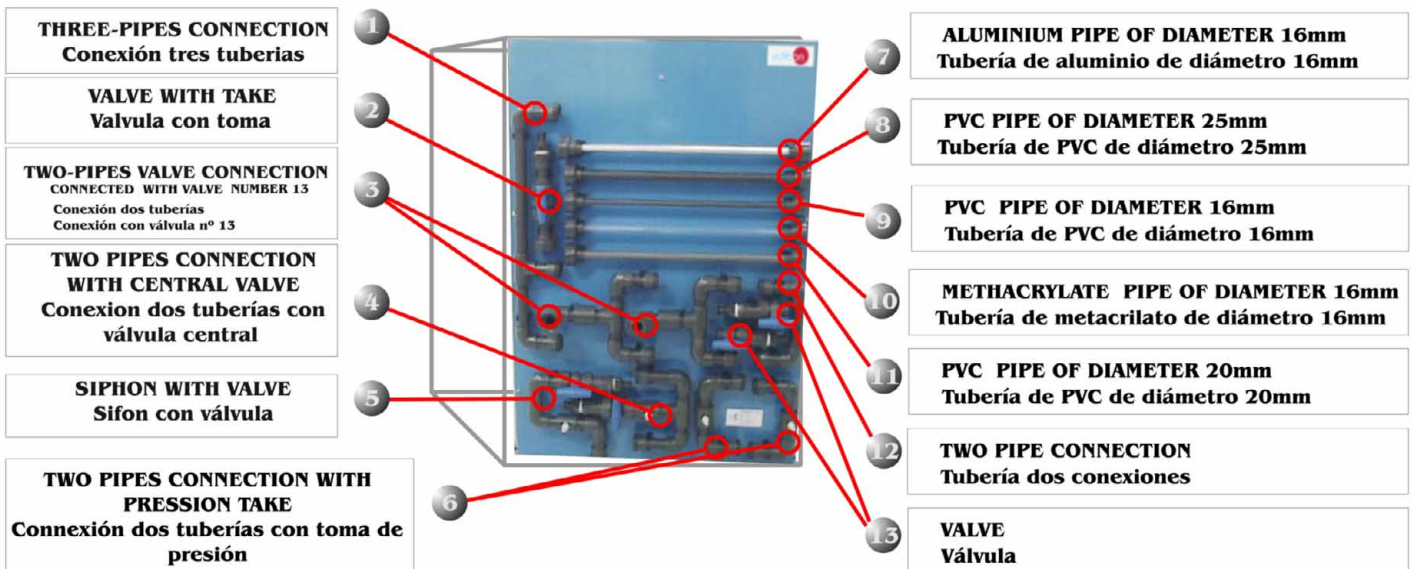 THREE-PIPES CONNECTION
Conexión tres tuberias
VALVE WITH TAKE
Valvula con toma
TWO-PIPES VALVE CONNECTION
CONNECTED WITH VALVE NUMBER 13
Conexión dos tuberías
Conexión con válvula nº 13
TWO PIPES CONNECTION
WITH CENTRAL VALVE
Conexion dos tuberías con
válvula central
SIPHON WITH VALVE
Sifon con válvula
TWO PIPES CONNECTION WITH
PRESSION TAKE
Connexión dos tuberías con toma de
presión
1
2
3
4
5
6
7
8
9
10
11
12
13
ALUMINIUM PIPE OF DIAMETER 16mm
Tubería de aluminio de diámetro 16mm
PVC PIPE OF DIAMETER 25mm
Tubería de PVC de diámetro 25mm
PVC PIPE OF DIAMETER 16mm
Tubería de PVC de diámetro 16mm
METHACRYLATE PIPE OF DIAMETER 16mm
Tubería de metacrilato de diámetro 16mm
PVC PIPE OF DIAMETER 20mm
Tubería de PVC de diámetro 20mm
TWO PIPE CONNECTION
Tubería dos conexiones
VALVE
Válvula